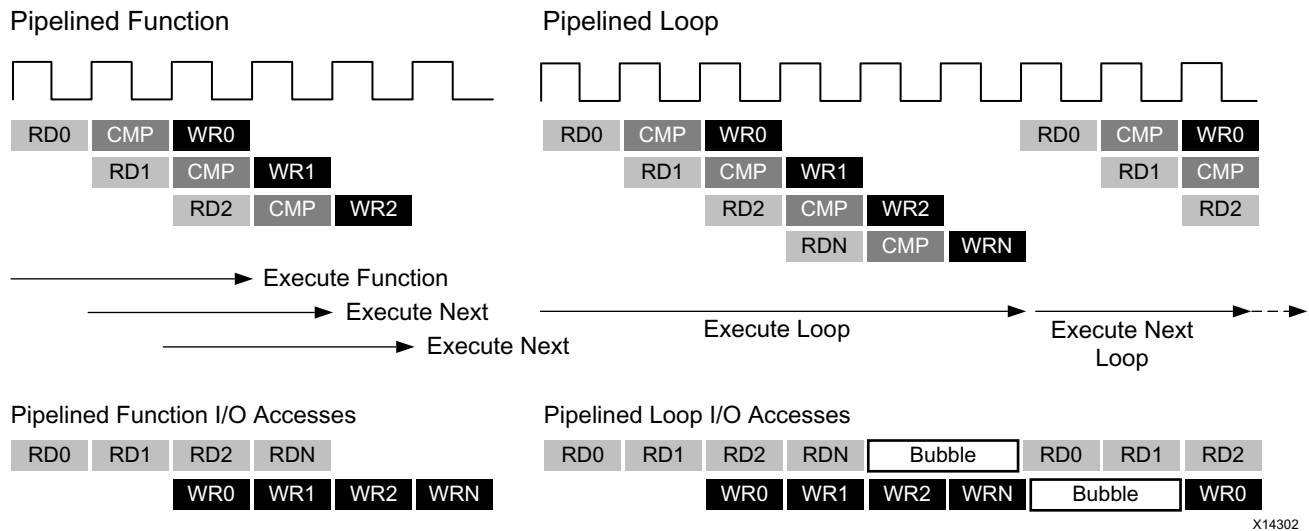 Pipelined Function
Pipelined Loop
RD0 CMP WR0
RD1 CMP WR1
RD2 CMP WR2
Execute Function
Execute Next
Execute Next
RD0 CMP WR0 RD0 CMP WR0
RD1 CMP WR1 RD1 CMP
RD2 CMP WR2 RD2
RDN CMP WRN
Execute Loop
Execute Next
Loop
Pipelined Function I/O Accesses
RD0 RD1 RD2 RDN
WR0 WR1 WR2 WRN
Pipelined Loop I/O Accesses
RD0 RD1 RD2 RDN Bubble RD0 RD1 RD2
WR0 WR1 WR2 WRN Bubble WR0
X14302